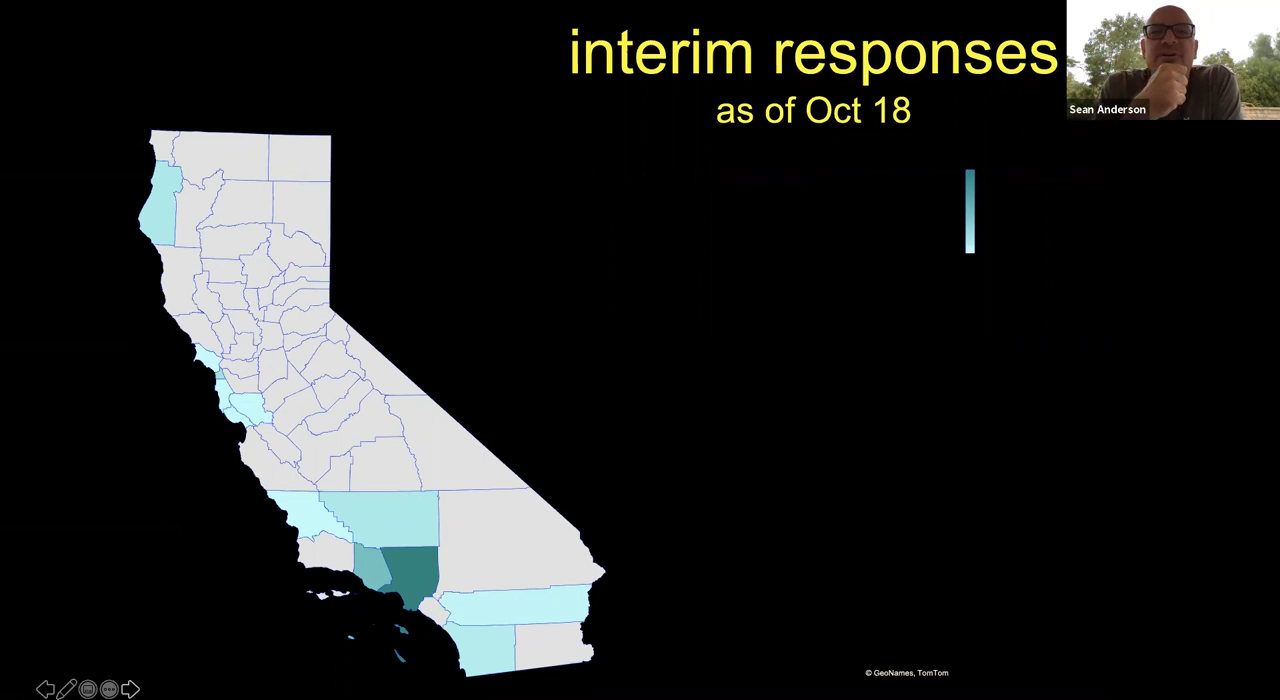 interim responses
as of Oct 18
Sean Anderson
© GeoNames, TomTom